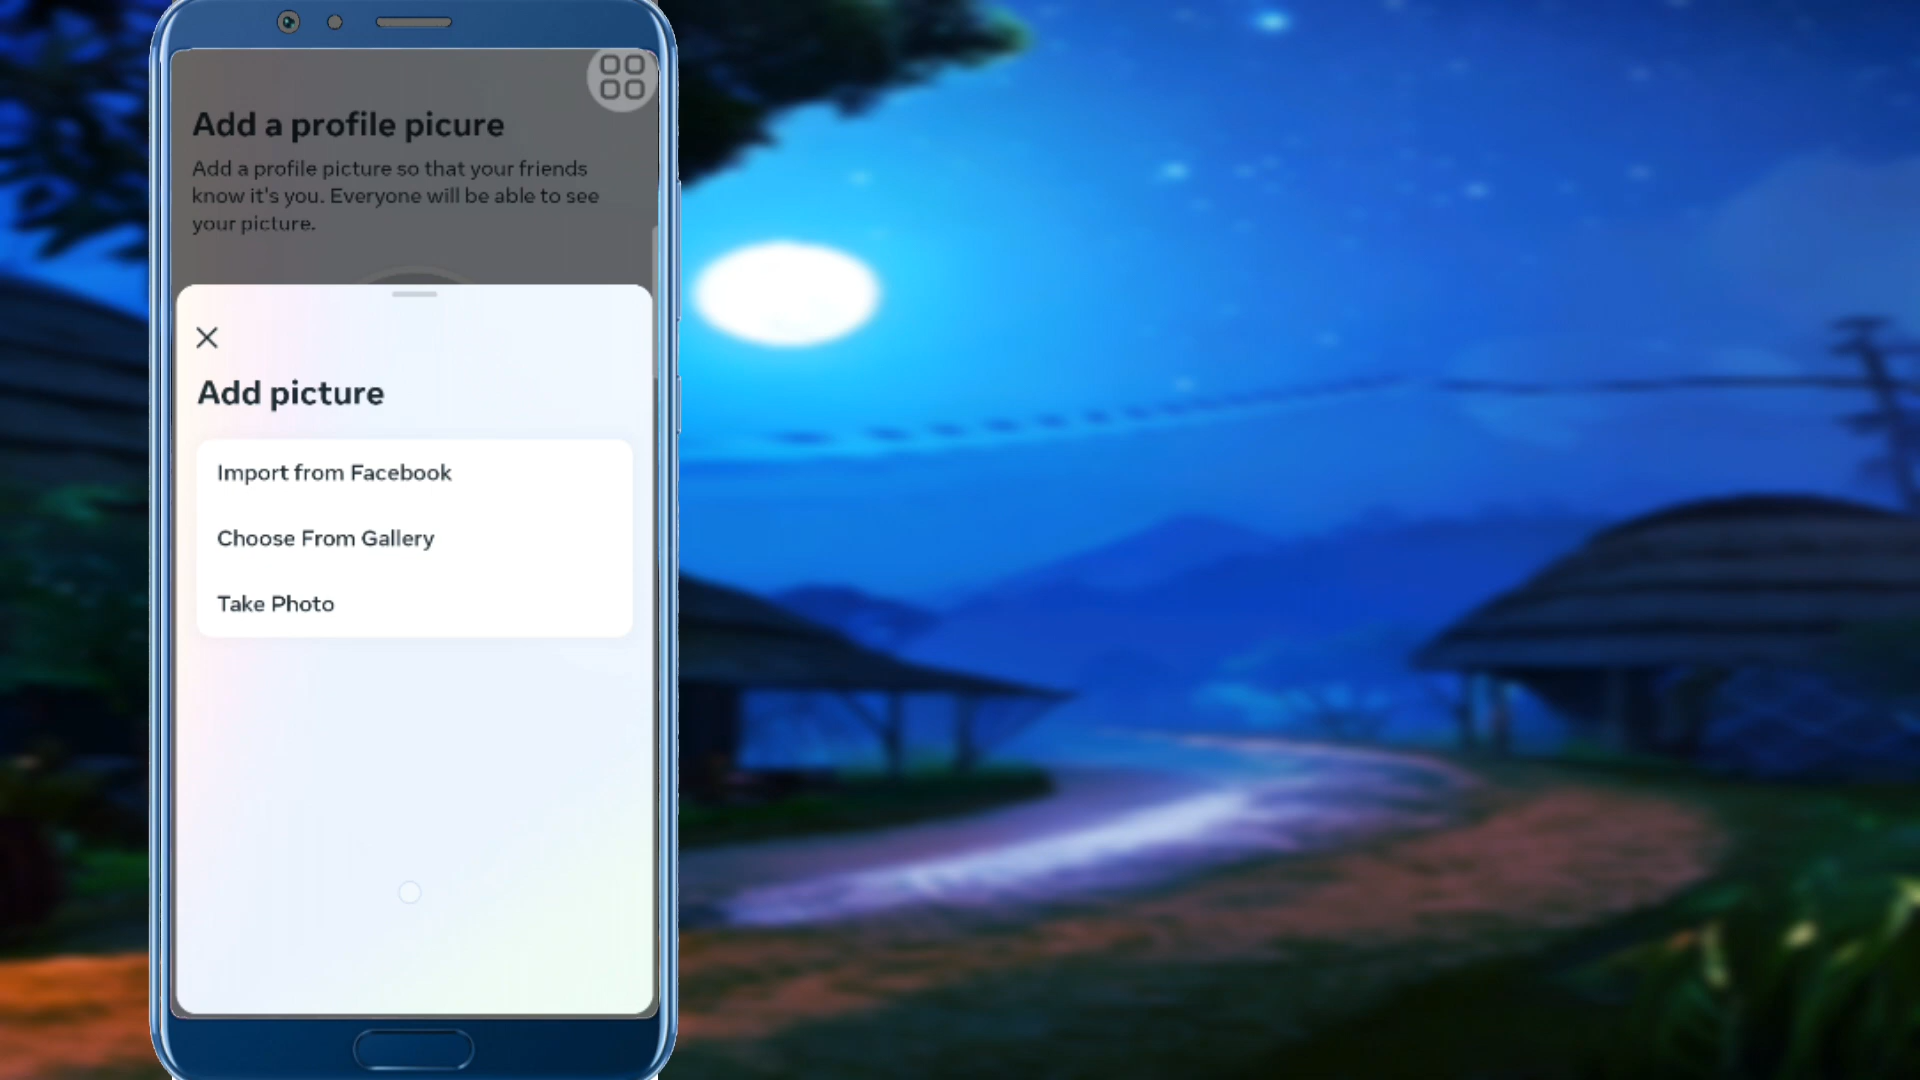 Add a profile picure
Add a profile picture so that your friends
know it's you. Everyone will be able to see
your picture.
Add picture
Import from Facebook
Choose From Gallery
Take Photo